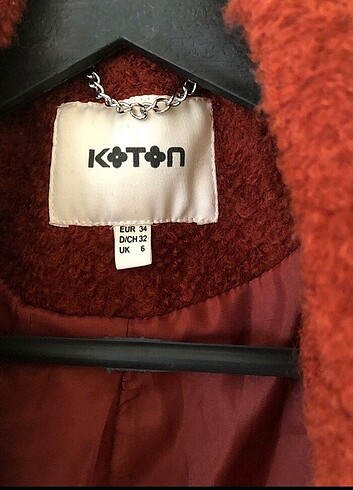 KOTON
EUR 34
D/CH 32
UK 6